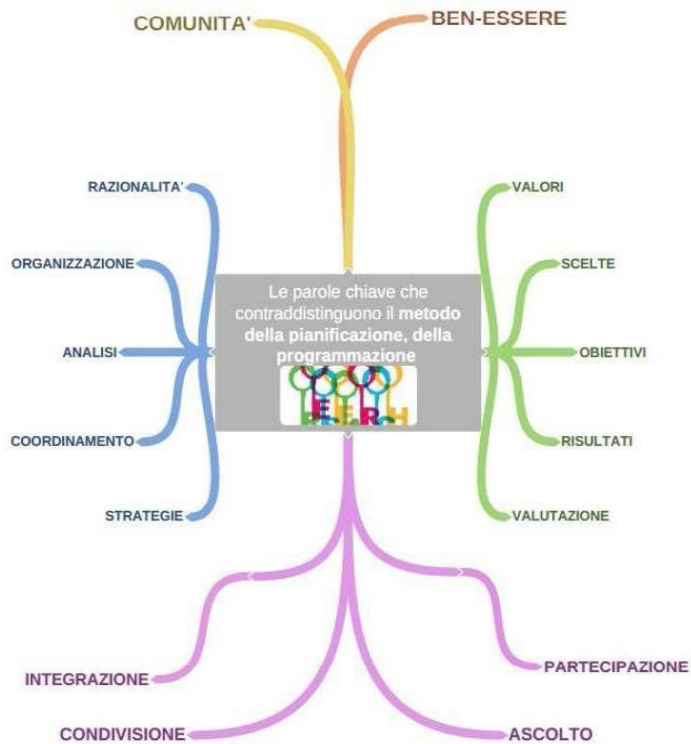 COMUNITA'
BEN-ESSERE
RAZIONALITA'
VALORI
ORGANIZZAZIONE
SCELTE
Le parole chiave che
contraddistinguono il metodo
della pianificazione, della
programmazione
ANALISI
OBIETTIVI
COORDINAMENTO
RISULTATI
STRATEGIE
VALUTAZIONE
INTEGRAZIONE
PARTECIPAZIONE
CONDIVISIONE
ASCOLTO